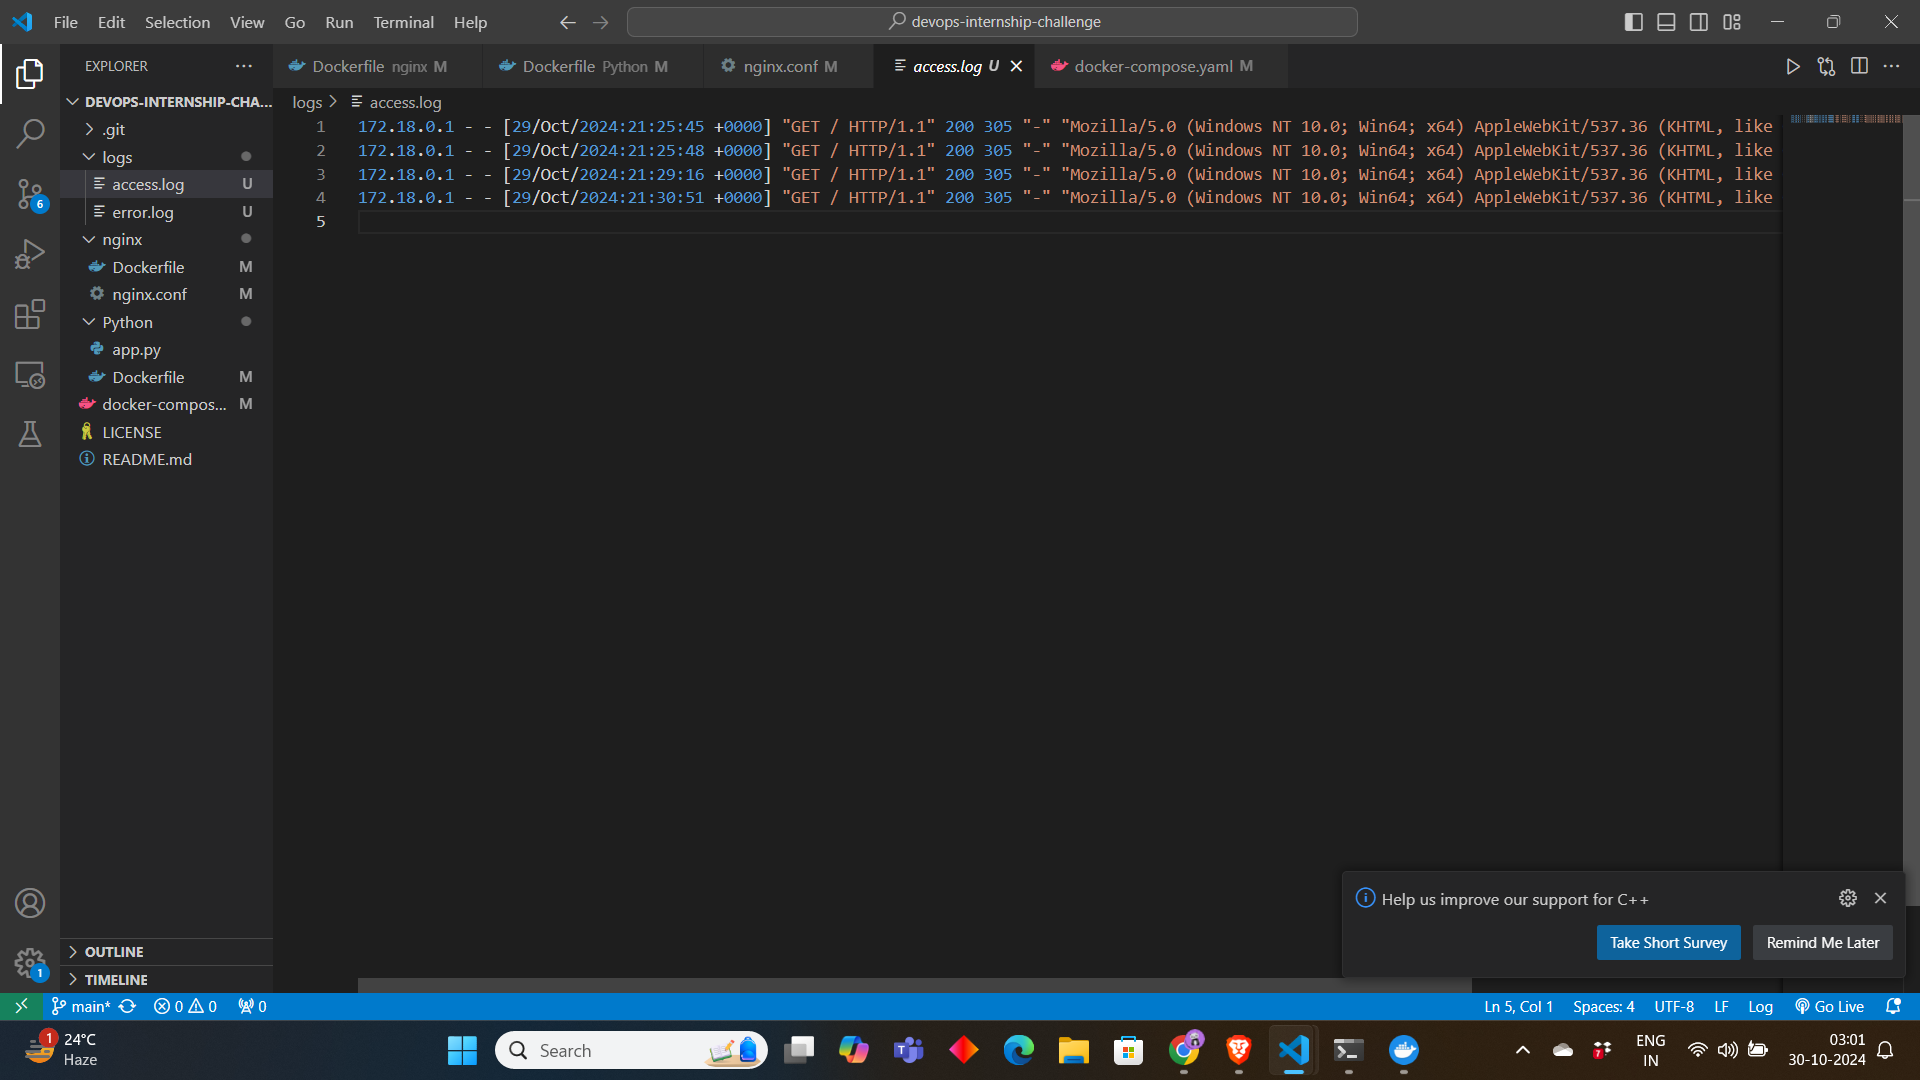 File Edit Selection View Go Run Terminal Help
devops-internship-challenge
EXPLORER
Dockerfile nginx M
Dockerfile Python M
nginx.conf M
access.log U
docker-compose.yaml M
DEVOPS-INTERNSHIP-CHA...
.git
logs
access.log U
error.log U
nginx
Dockerfile M
nginx.conf M
Python
app.py
Dockerfile M
docker-compos... M
LICENSE
README.md
OUTLINE
TIMELINE
logs > access.log
1 172.18.0.1 - - [29/Oct/2024:21:25:45 +0000] "GET / HTTP/1.1" 200 305 "-" "Mozilla/5.0 (Windows NT 10.0; Win64; x64) AppleWebKit/537.36 (KHTML, like
2 172.18.0.1 - - [29/Oct/2024:21:25:48 +0000] "GET / HTTP/1.1" 200 305 "-" "Mozilla/5.0 (Windows NT 10.0; Win64; x64) AppleWebKit/537.36 (KHTML, like
3 172.18.0.1 - - [29/Oct/2024:21:29:16 +0000] "GET / HTTP/1.1" 200 305 "-" "Mozilla/5.0 (Windows NT 10.0; Win64; x64) AppleWebKit/537.36 (KHTML, like
4 172.18.0.1 - - [29/Oct/2024:21:30:51 +0000] "GET / HTTP/1.1" 200 305 "-" "Mozilla/5.0 (Windows NT 10.0; Win64; x64) AppleWebKit/537.36 (KHTML, like
5
6
1
Help us improve our support for C++
Take Short Survey
Remind Me Later
main* 0 0 0
Ln 5, Col 1 Spaces: 4 UTF-8 LF Log Go Live
1
24°C
Haze
Search
7
ENG
IN
03:01
30-10-2024